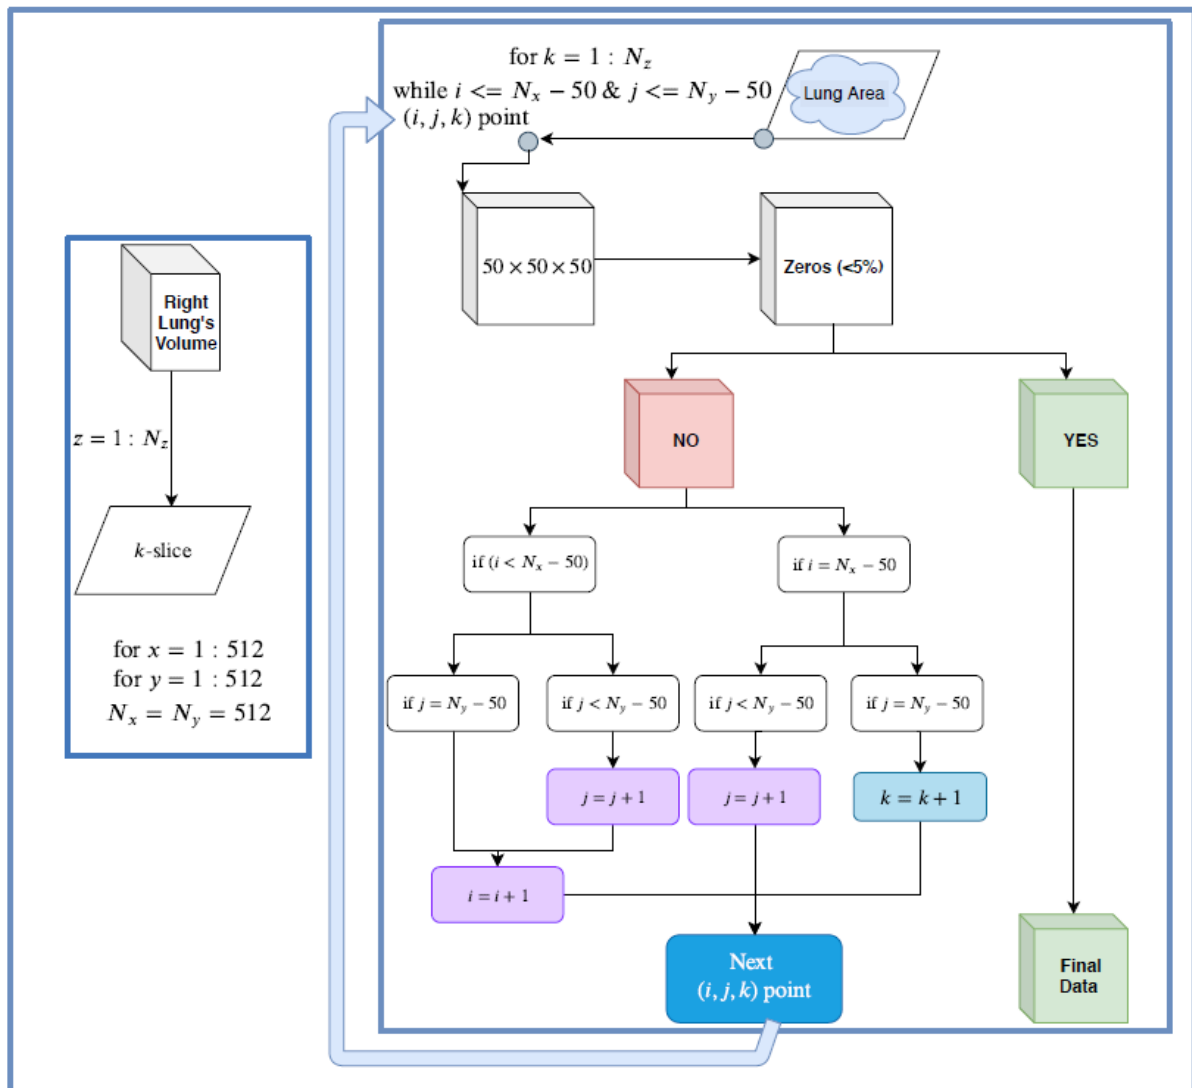 for k = 1 : N_z
while i <= N_x − 50 & j <= N_y − 50
(i, j, k) point
Lung Area
50 × 50 × 50
Zeros (<5%)
Right
Lung's
Volume
z = 1 : N_z
k-slice
for x = 1 : 512
for y = 1 : 512
N_x = N_y = 512
NO
YES
if (i < N_x − 50)
if i = N_x − 50
if j = N_y − 50
if j < N_y − 50
if j < N_y − 50
if j = N_y − 50
j = j + 1
j = j + 1
k = k + 1
i = i + 1
Next
(i, j, k) point
Final
Data